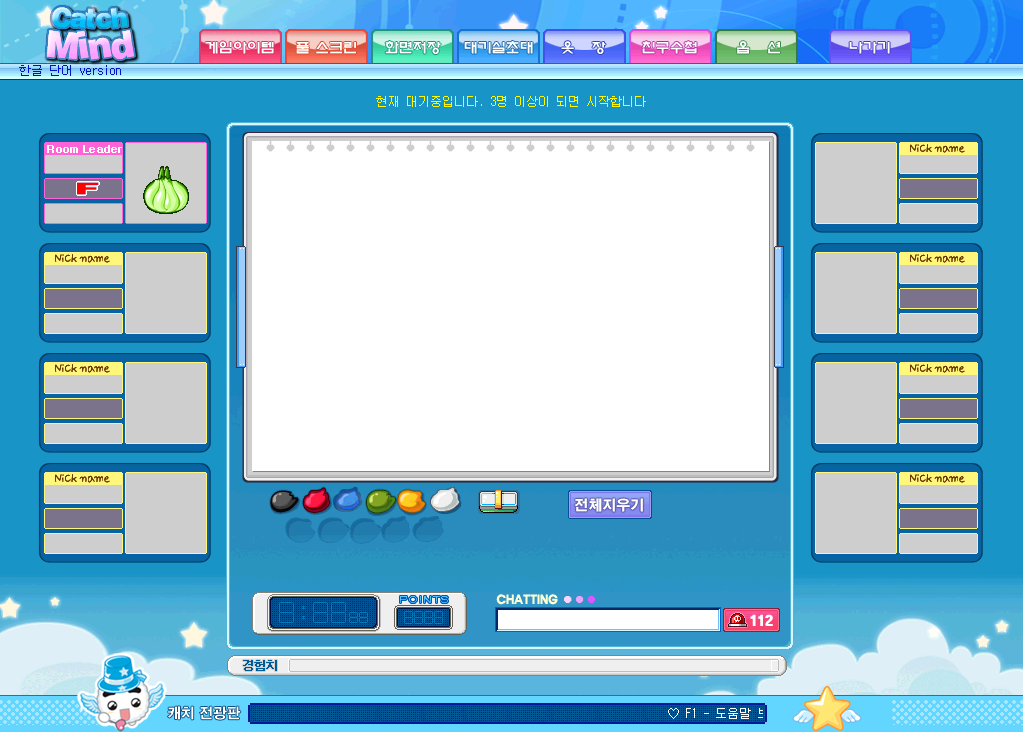 Catch
Mind
게임아이템 풀 스크린 화면저장 대기실초대 옷 장 친구수첩 옵 션 나가기
한글 단어 version
현재 대기중입니다. 3명 이상이 되면 시작합니다
Room Leader
Nick name
Nick name
Nick name
Nick name
Nick name
Nick name
Nick name
전체지우기
POINTS
CHATTING
112
경험치
캐치 전광판
♡ F1 - 도움말